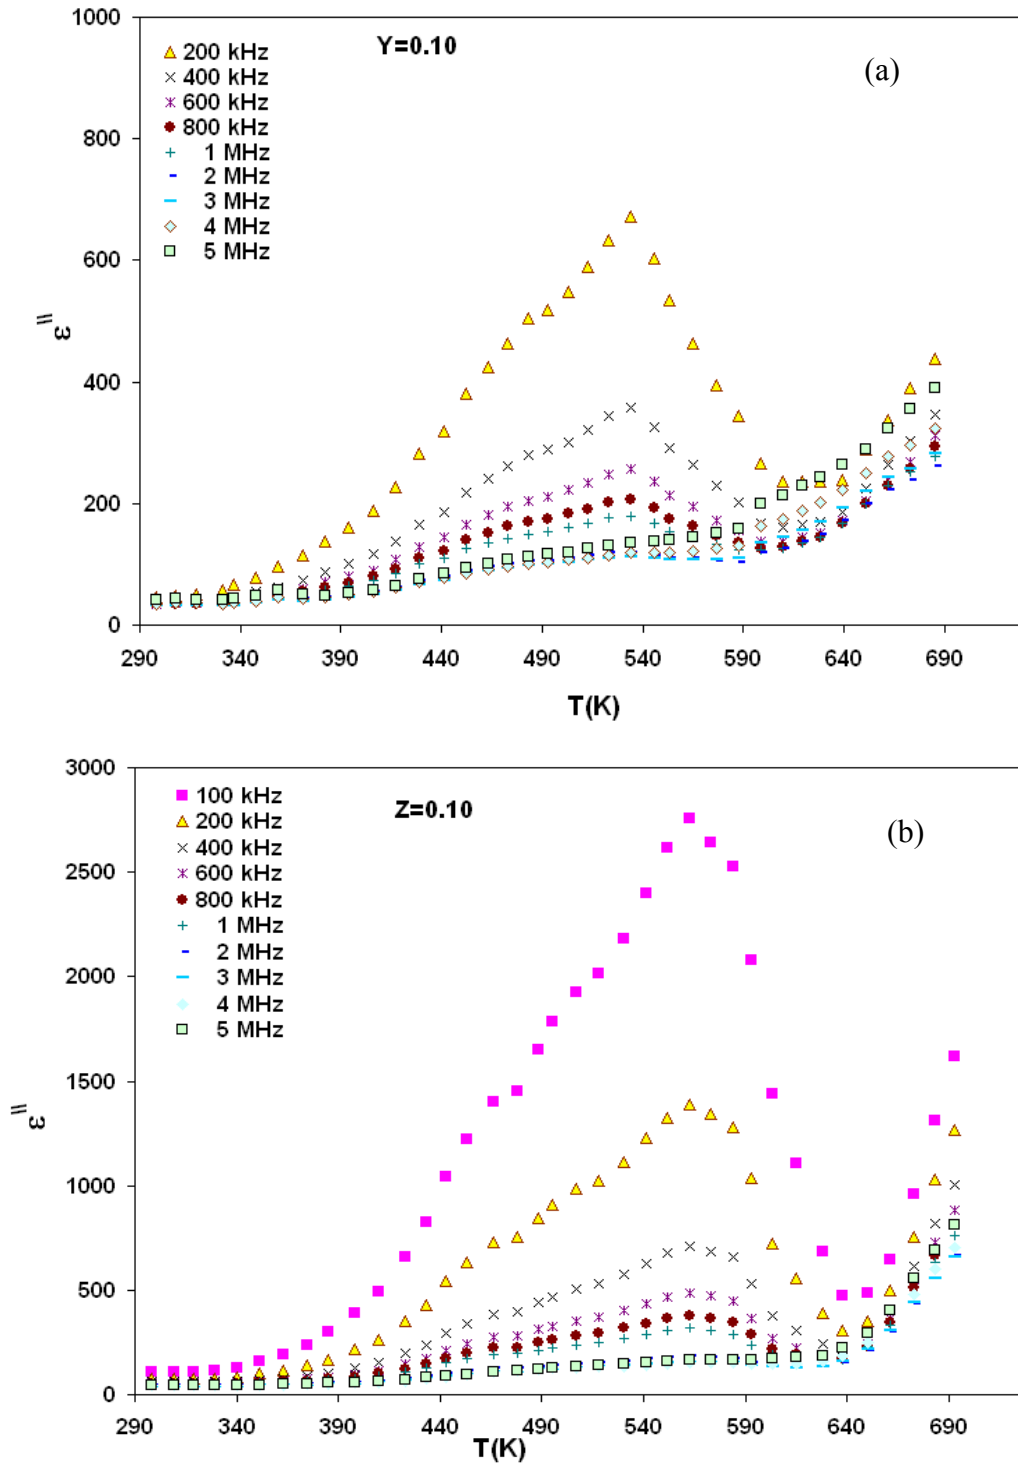 1000
Y=0.10
(a)
200 kHz
400 kHz
600 kHz
800 kHz
1 MHz
2 MHz
3 MHz
4 MHz
5 MHz
800
600
400
200
0
ε||
290 340 390 440 490 540 590 640 690
T(K)
3000
Z=0.10
(b)
100 kHz
200 kHz
400 kHz
600 kHz
800 kHz
1 MHz
2 MHz
3 MHz
4 MHz
5 MHz
2500
2000
1500
1000
500
0
ε||
290 340 390 440 490 540 590 640 690
T(K)